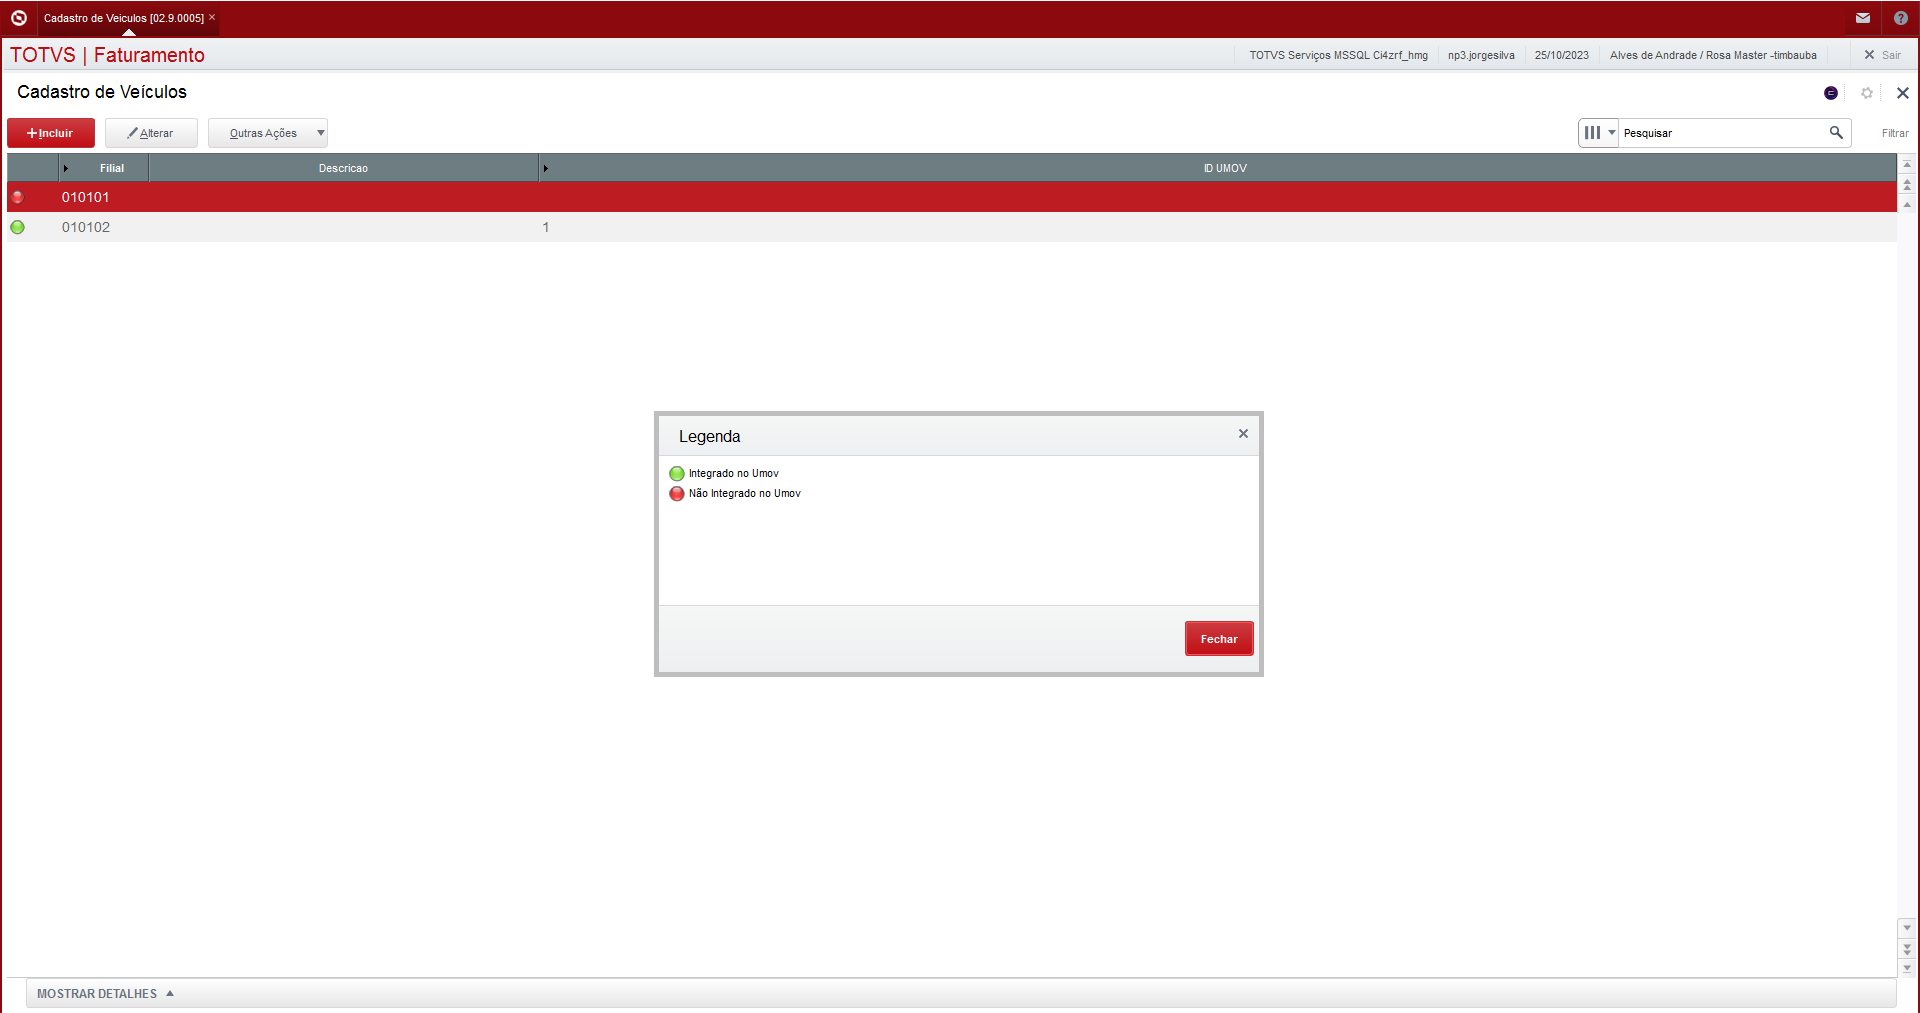 Cadastro de Veiculos [02.9.0005] ×
TOTVS | Faturamento
TOTVS Serviços MSSQL Ci4zrf_hmg
np3.jorgesilva
25/10/2023
Alves de Andrade / Rosa Master -timbauba
Sair
Cadastro de Veículos
+Incluir
Alterar
Outras Ações
Pesquisar
Filtrar
Filial
Descricao
ID UMOV
010101
010102
1
Legenda
Integrado no Umov
Não Integrado no Umov
Fechar
MOSTRAR DETALHES